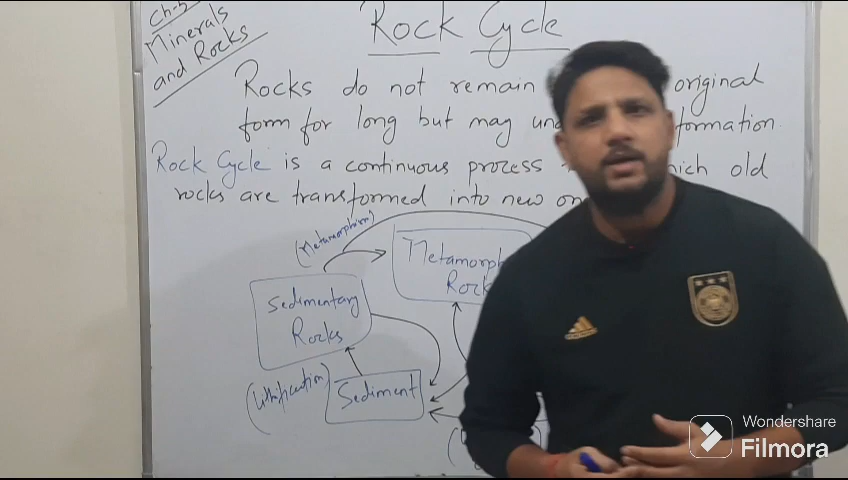 Ch-5
Minerals
and Rocks
Rock Cycle
Rocks do not remain original
form for long but may formation
Rock Cycle is a continuous process old
rocks are transformed into new
(Metamorphism)
Metamorph
Rock
Sedimentary
Rocks
(Lithification)
Sediment
Wondershare
Filmora